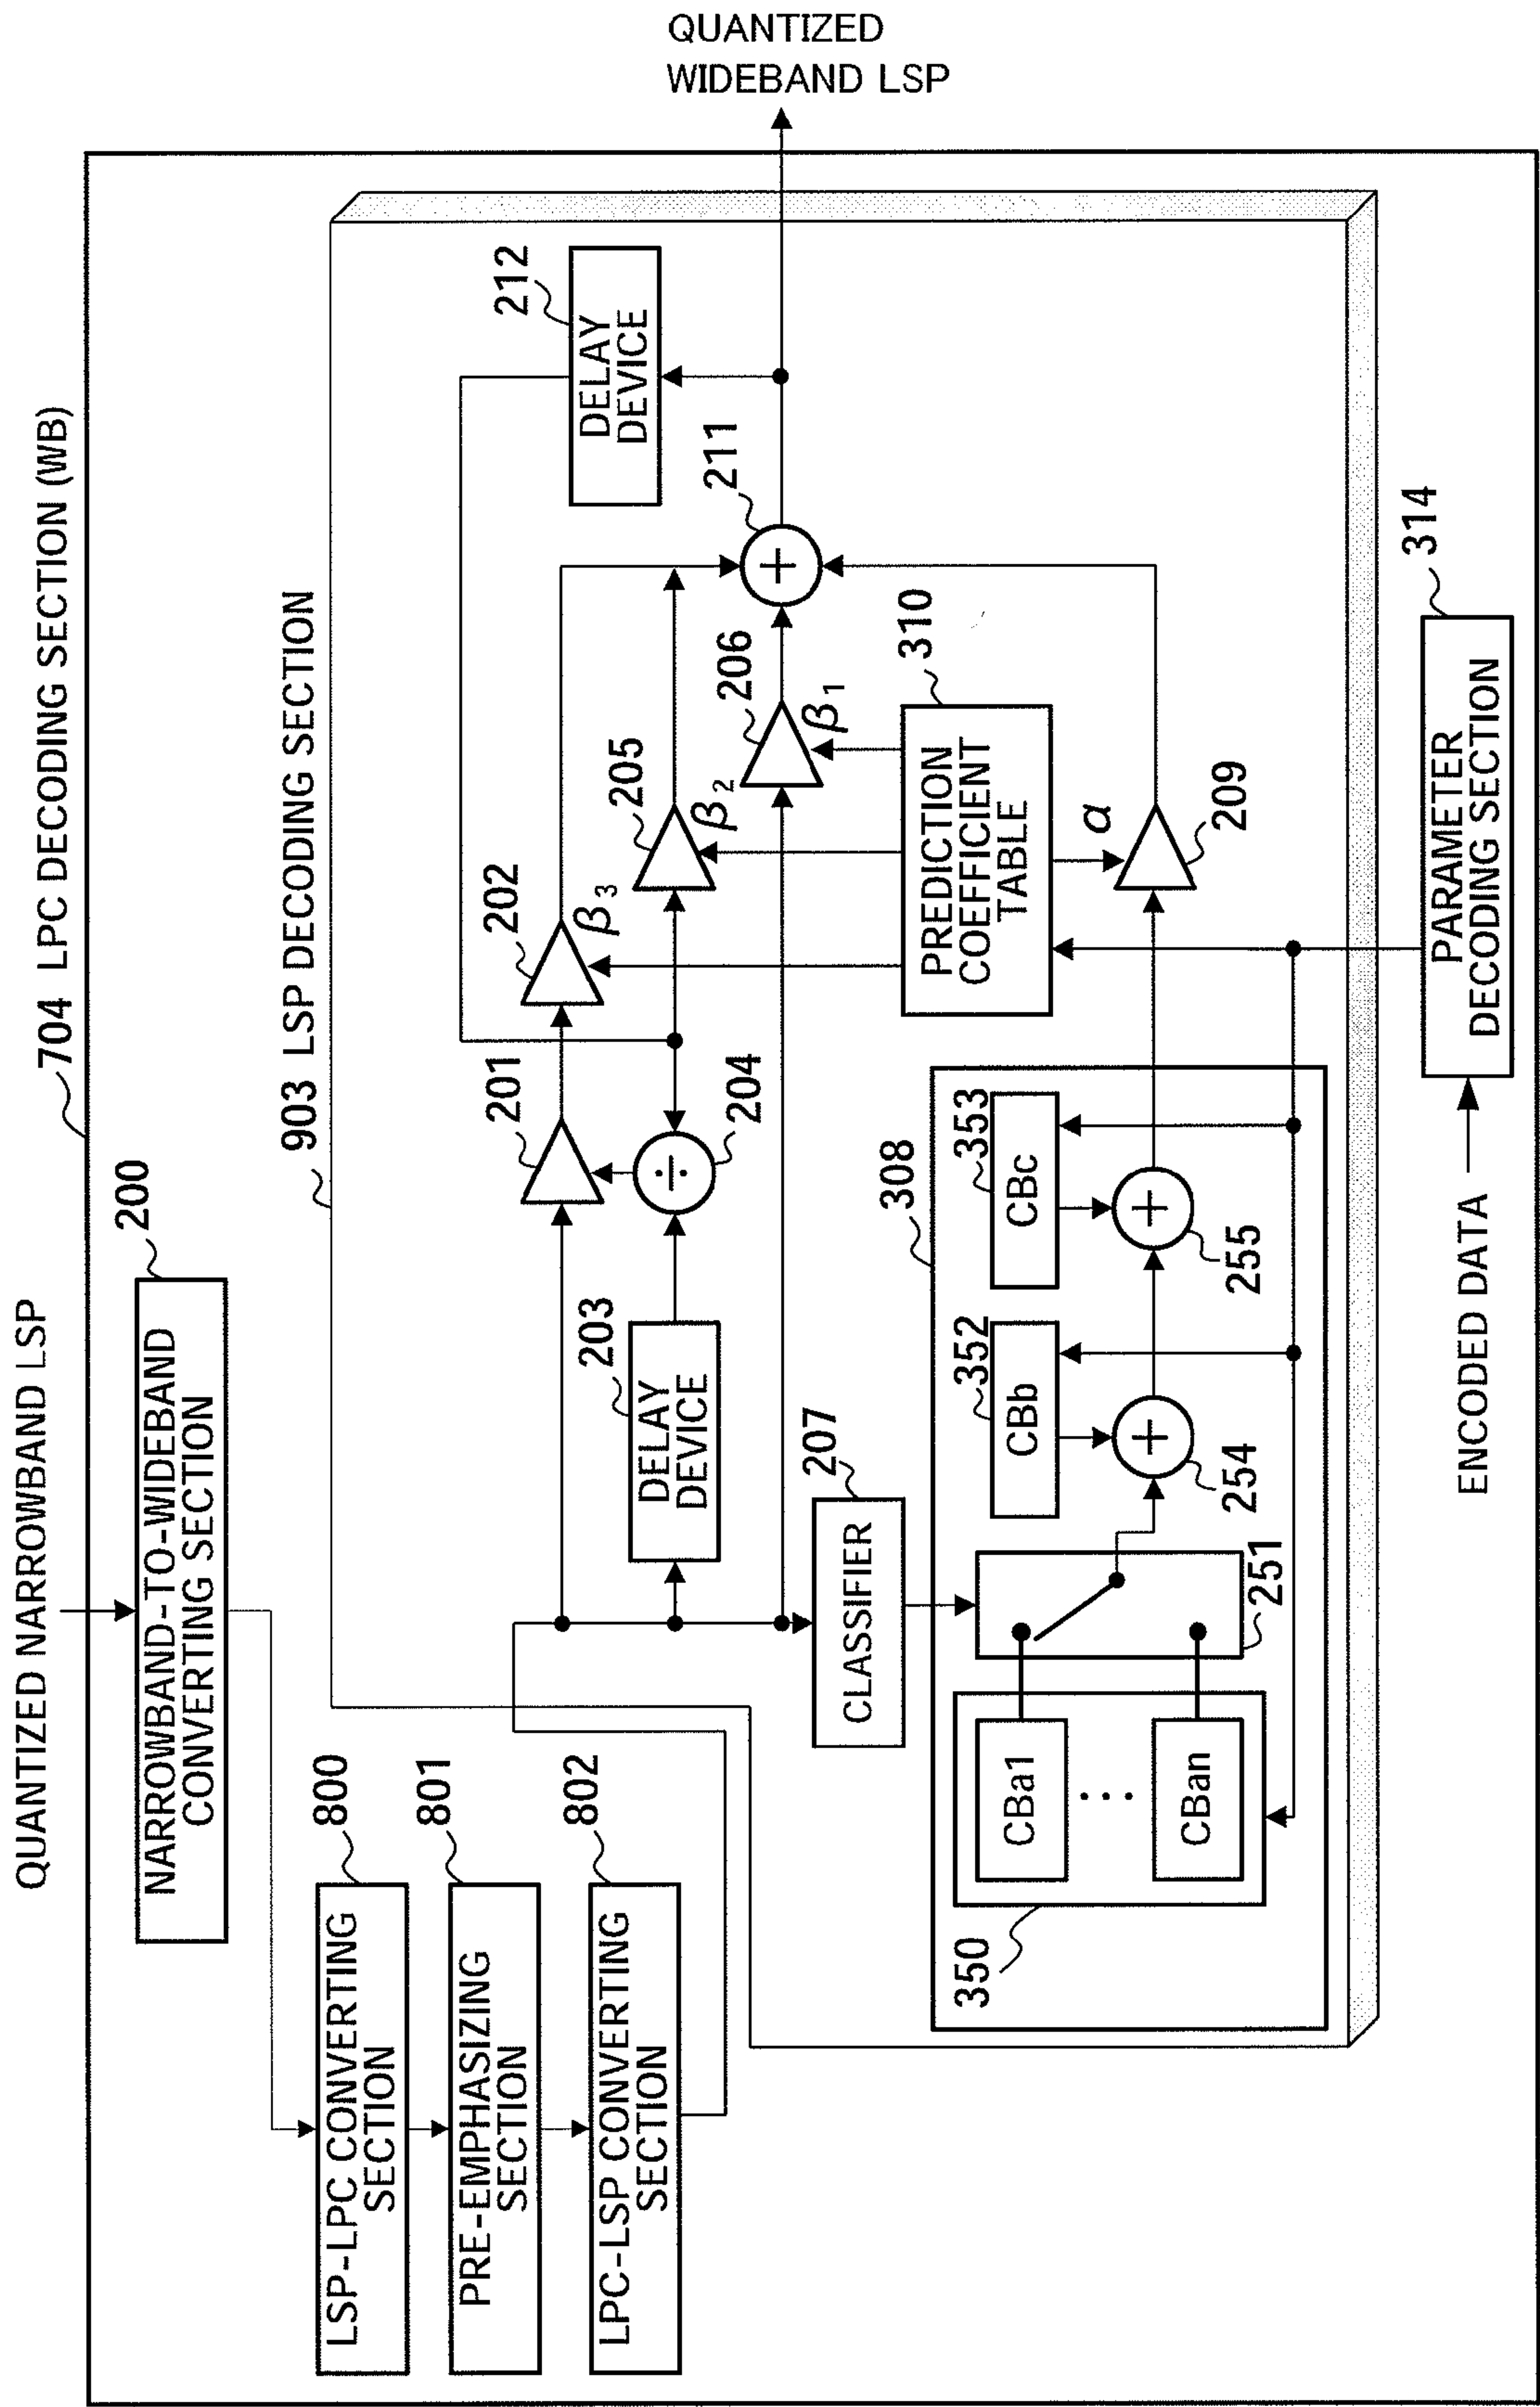 704 LPC DECODING SECTION (WB)
QUANTIZED NARROWBAND LSP
200
NARROWBAND-TO-WIDEBAND
CONVERTING SECTION
903 LSP DECODING SECTION
800
LSP-LPC CONVERTING
SECTION
801
PRE-EMPHASIZING
SECTION
802
LPC-LSP CONVERTING
SECTION
201
202
β3
203
DELAY
DEVICE
÷
204
205
β2
206
β1
212
DELAY
DEVICE
211
+
QUANTIZED
WIDEBAND LSP
207
CLASSIFIER
310
PREDICTION
COEFFICIENT
TABLE
α
209
308
350
CBa1
...
CBan
251
352
CBb
+
254
353
CBc
+
255
314
PARAMETER
DECODING SECTION
ENCODED DATA